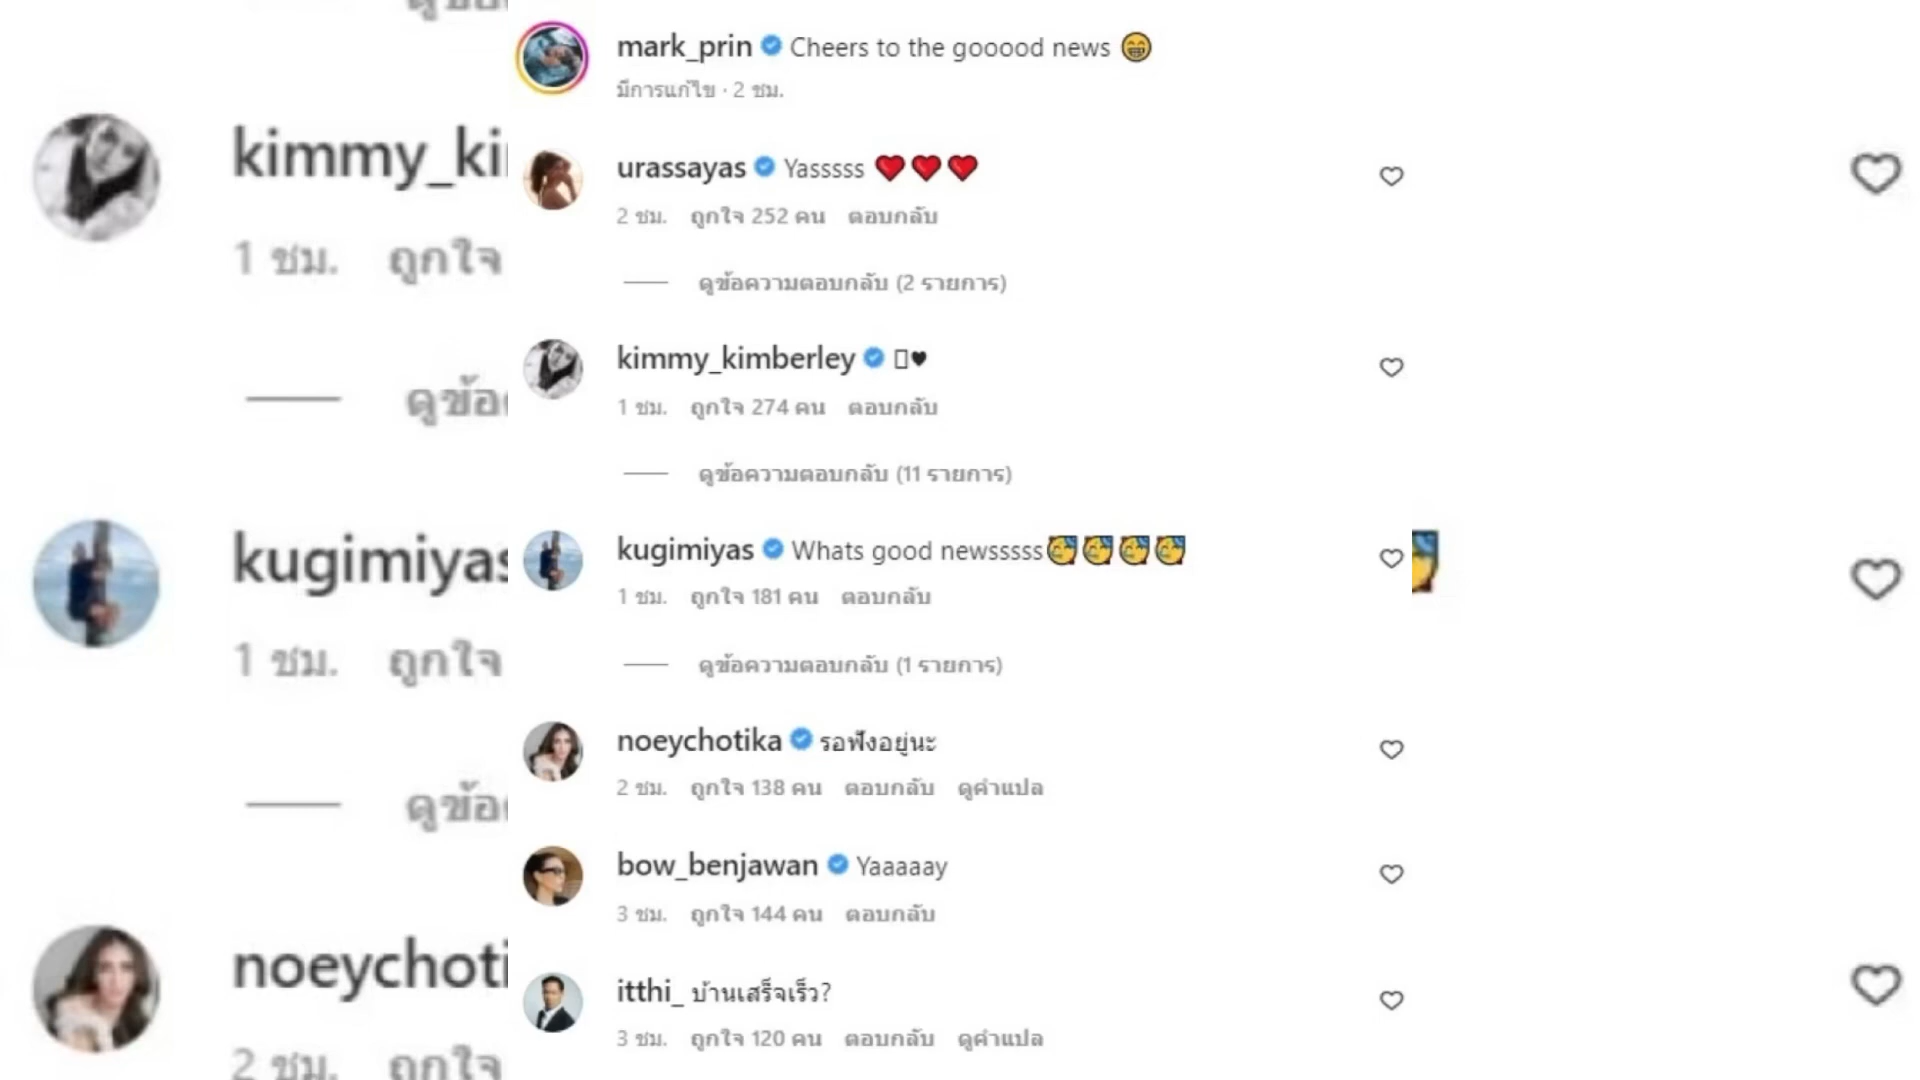 mark_prin Cheers to the gooood news 😁
มีการแก้ไข · 2 ชม.
urassayas Yasssss ❤️❤️❤️
2 ชม. ถูกใจ 252 คน ตอบกลับ
ดูข้อความตอบกลับ (2 รายการ)
kimmy_kimberley ▯♥
1 ชม. ถูกใจ 274 คน ตอบกลับ
ดูข้อความตอบกลับ (11 รายการ)
kugimiyas Whats good newsssss🥳🥳🥳🥳
1 ชม. ถูกใจ 181 คน ตอบกลับ
ดูข้อความตอบกลับ (1 รายการ)
noeychotika รอฟังอยู่นะ
2 ชม. ถูกใจ 138 คน ตอบกลับ ดูคำแปล
bow_benjawan Yaaaaay
3 ชม. ถูกใจ 144 คน ตอบกลับ
itthi_ บ้านเสร็จเร็ว?
3 ชม. ถูกใจ 120 คน ตอบกลับ ดูคำแปล
kimmy_ki
1 ชม. ถูกใจ
ดูข้อ
kugimiyas
1 ชม. ถูกใจ
ดูข้อ
noeychoti
2 ชม. ถูกใจ